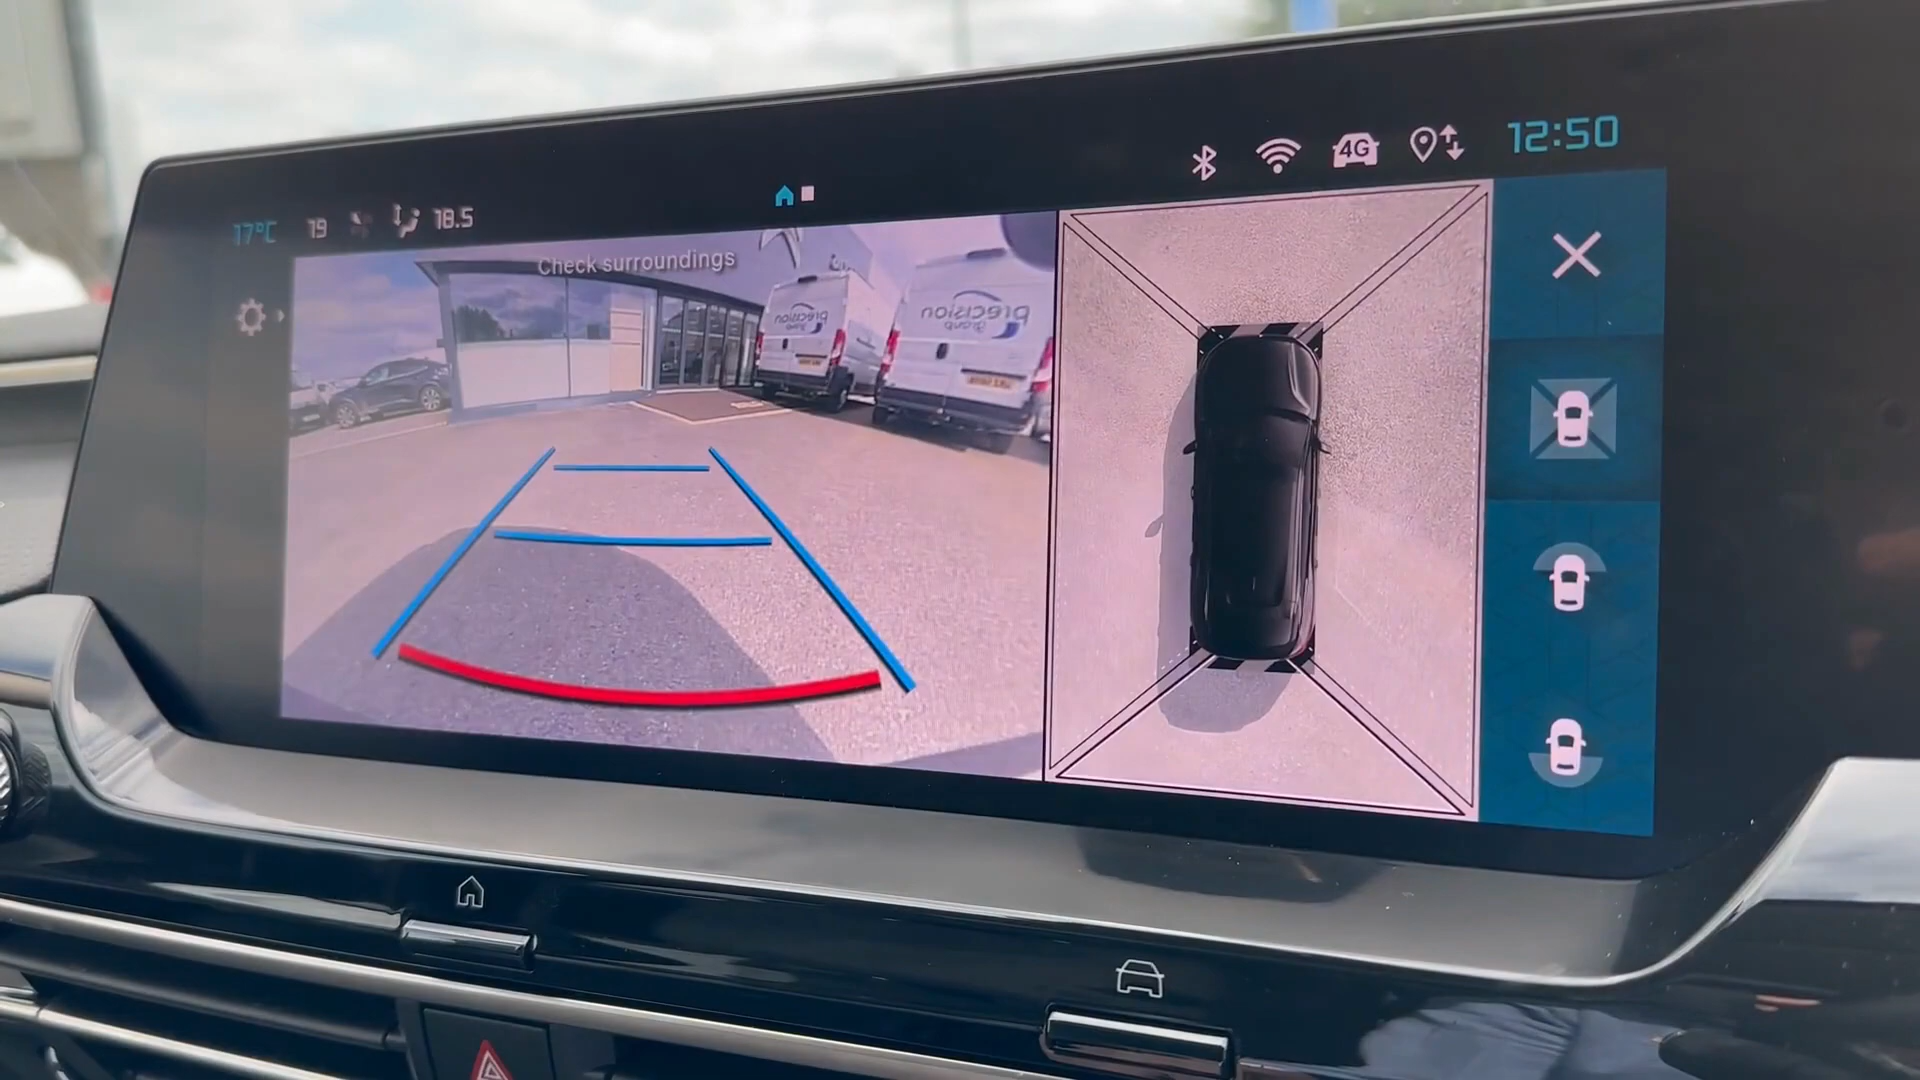 12:50
4G
17°C 19 18.5
Check surroundings
precision
group
precision
group